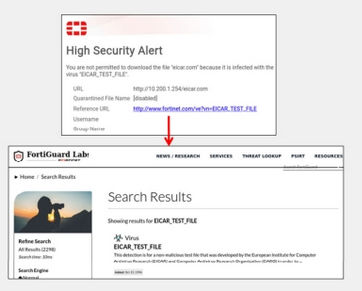 High Security Alert
You are not permitted to download the file "eicar.com" because it is infected with the
virus "EICAR_TEST_FILE".
URL http://10.200.1.254/eicar.com
Quarantined File Name [disabled]
Reference URL http://www.fortinet.com/ve?vn=EICAR_TEST_FILE
Username
Group Name
FortiGuard Labs
NEWS / RESEARCH SERVICES THREAT LOOKUP PSIRT RESOURCES
Search FortiGuard
Home / Search Results
Search Results
Showing results for EICAR_TEST_FILE
Virus
EICAR_TEST_FILE
This detection is for a non-malicious test file that was developed by the European Institute for Computer
Refine Search
All Results (2298)
Search time: 33ms
Search Engine
Normal